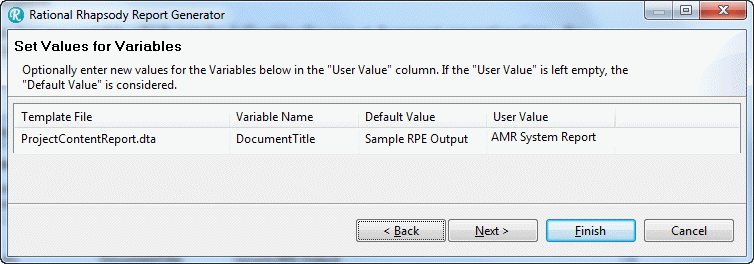 Rational Rhapsody Report Generator
Set Values for Variables
Optionally enter new values for the Variables below in the "User Value" column. If the "User Value" is left empty, the
"Default Value" is considered.
Template File Variable Name Default Value User Value
ProjectContentReport.dta DocumentTitle Sample RPE Output AMR System Report
< Back Next > Finish Cancel